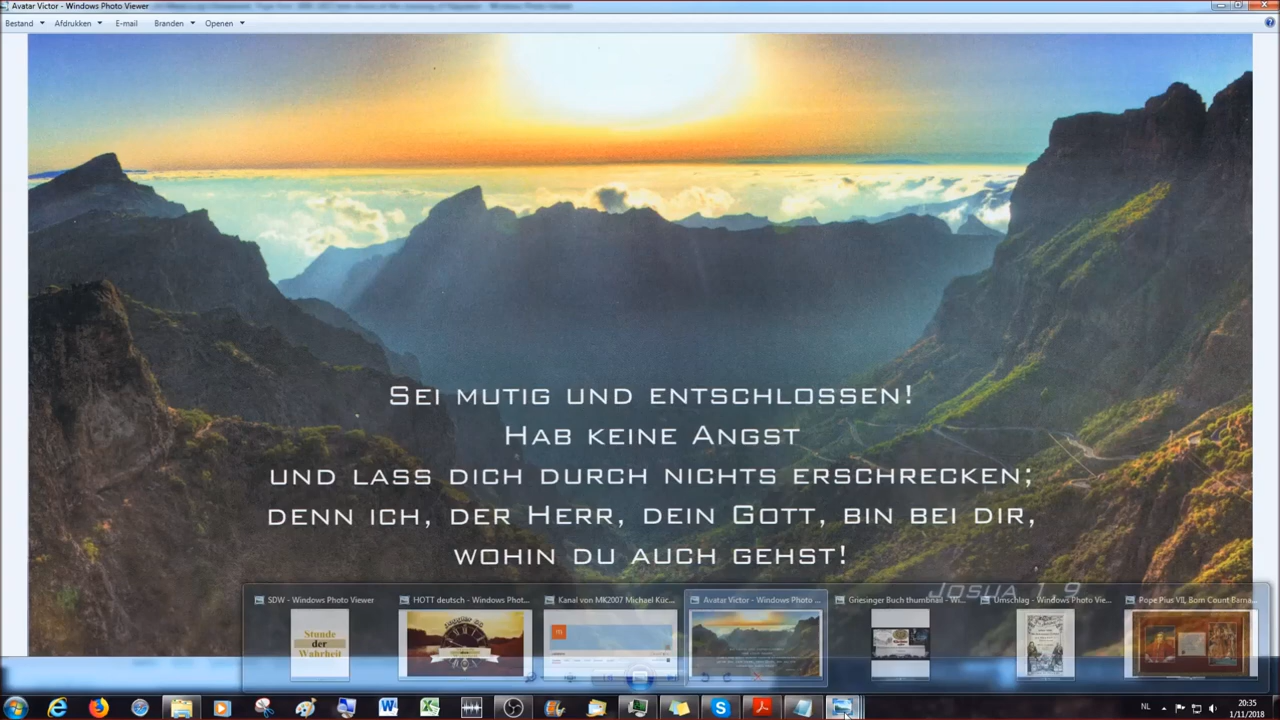 Avatar Victor - Windows Photo Viewer
Bestand Afdrukken E-mail Branden Openen
Sei mutig und entschlossen!
Hab keine Angst
und lass dich durch nichts erschrecken;
denn ich, der Herr, dein Gott, bin bei dir,
wohin du auch gehst!
Josua 1 9
SDW - Windows Photo Viewer
HOTT deutsch - Windows Phot...
Kanal von MK2007 Michael Küc...
Avatar Victor - Windows Photo ...
Griesinger Buch thumbnail - Wi...
Umschlag - Windows Photo Vie...
Pope Pius VII, Born Count Barna...
Stunde
der
Wahrheit
NL
20:35
1/11/2018